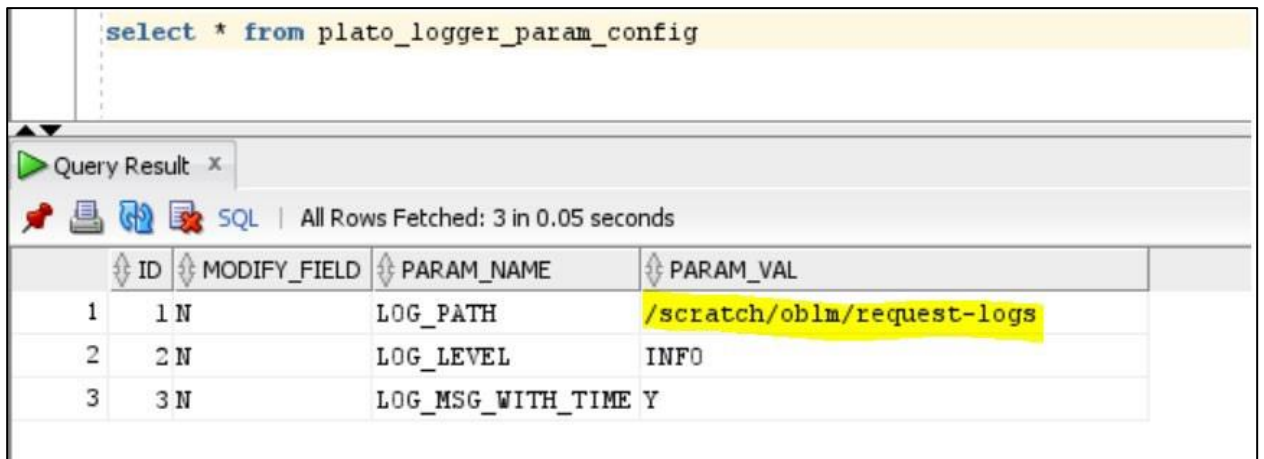 select * from plato_logger_param_config
Query Result x
SQL | All Rows Fetched: 3 in 0.05 seconds
ID MODIFY_FIELD PARAM_NAME PARAM_VAL
1 1 N LOG_PATH /scratch/oblm/request-logs
2 2 N LOG_LEVEL INFO
3 3 N LOG_MSG_WITH_TIME Y